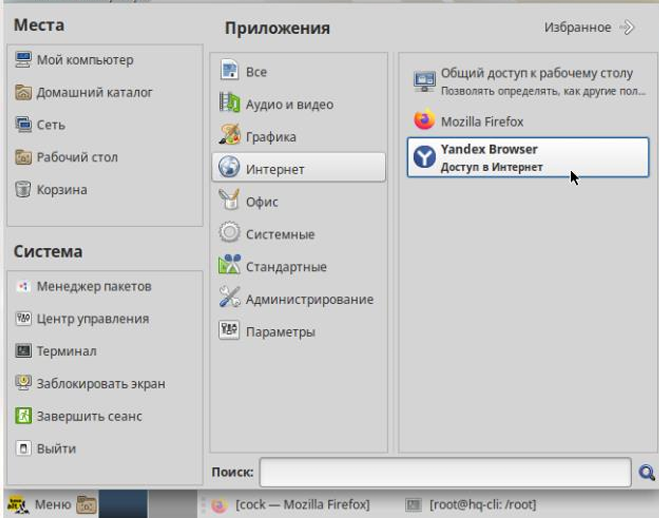 Места
Мой компьютер
Домашний каталог
Сеть
Рабочий стол
Корзина
Система
Менеджер пакетов
Центр управления
Терминал
Заблокировать экран
Завершить сеанс
Выйти
Приложения
Избранное
Все
Аудио и видео
Графика
Интернет
Офис
Системные
Стандартные
Администрирование
Параметры
Общий доступ к рабочему столу
Позволять определять, как другие пол...
Mozilla Firefox
Yandex Browser
Доступ в Интернет
Поиск:
Меню
[cock — Mozilla Firefox]
[root@hq-cli: /root]